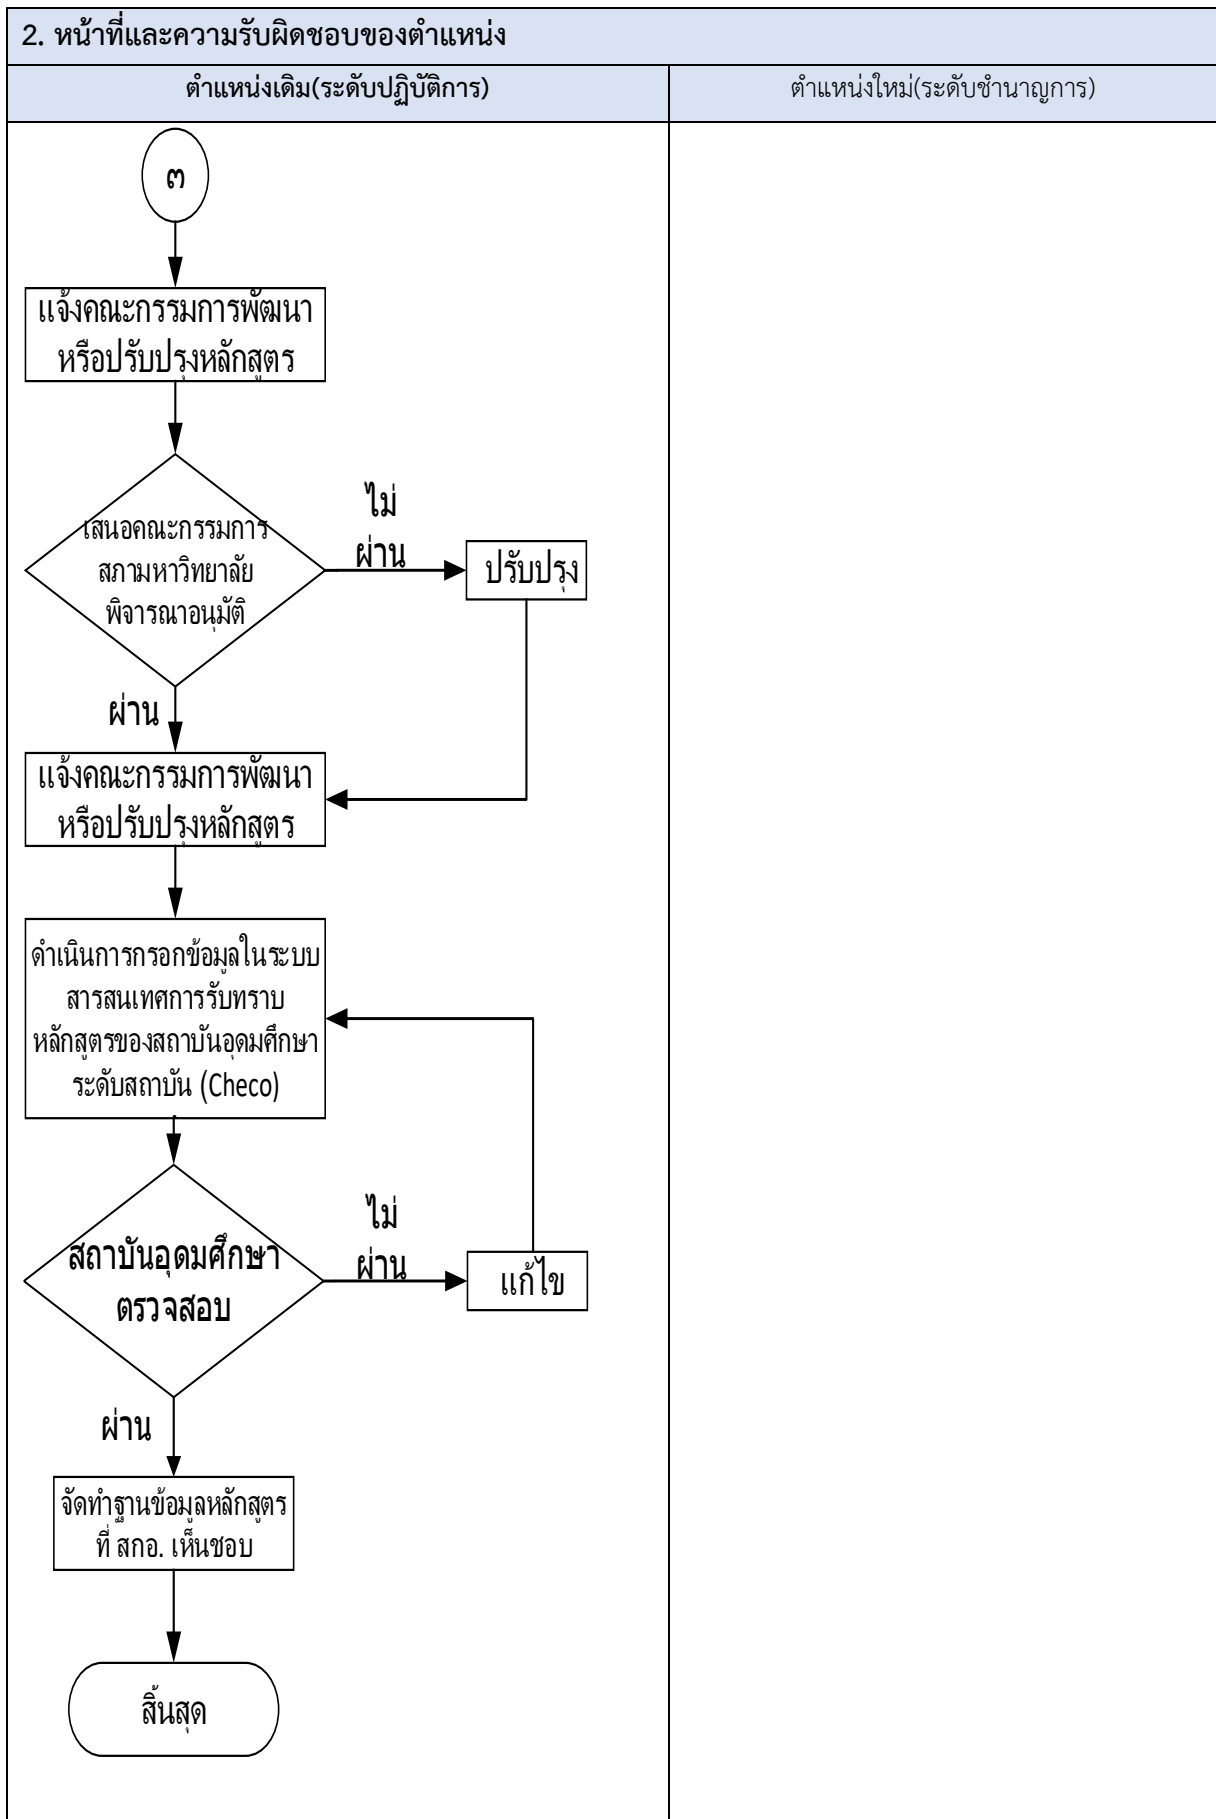 2. หน้าที่และความรับผิดชอบของตำแหน่ง
ตำแหน่งเดิม(ระดับปฏิบัติการ)
ตำแหน่งใหม่(ระดับชำนาญการ)
๓
แจ้งคณะกรรมการพัฒนา
หรือปรับปรุงหลักสูตร
เสนอคณะกรรมการ
สภามหาวิทยาลัย
พิจารณาอนุมัติ
ไม่
ผ่าน
ปรับปรุง
ผ่าน
แจ้งคณะกรรมการพัฒนา
หรือปรับปรุงหลักสูตร
ดำเนินการกรอกข้อมูลในระบบ
สารสนเทศการรับทราบ
หลักสูตรของสถาบันอุดมศึกษา
ระดับสถาบัน (Checo)
สถาบันอุดมศึกษา
ตรวจสอบ
ไม่
ผ่าน
แก้ไข
ผ่าน
จัดทำฐานข้อมูลหลักสูตร
ที่ สกอ. เห็นชอบ
สิ้นสุด